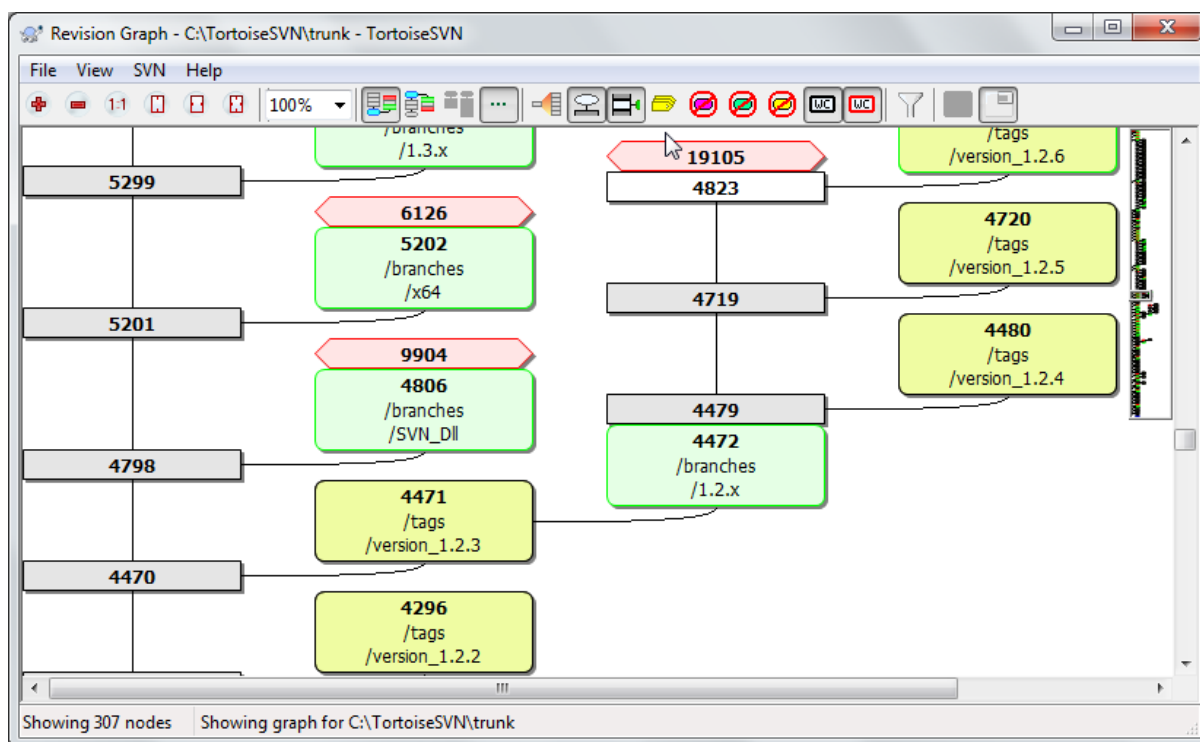 Revision Graph - C:\TortoiseSVN\trunk - TortoiseSVN
File View SVN Help
1:1 100% ... WC WC
/branches
/1.3.x
5299
6126
5202
/branches
/x64
5201
9904
4806
/branches
/SVN_Dll
4798
4471
/tags
/version_1.2.3
4470
4296
/tags
/version_1.2.2
19105
4823
4719
4479
4472
/branches
/1.2.x
/tags
/version_1.2.6
4720
/tags
/version_1.2.5
4480
/tags
/version_1.2.4
Showing 307 nodes Showing graph for C:\TortoiseSVN\trunk